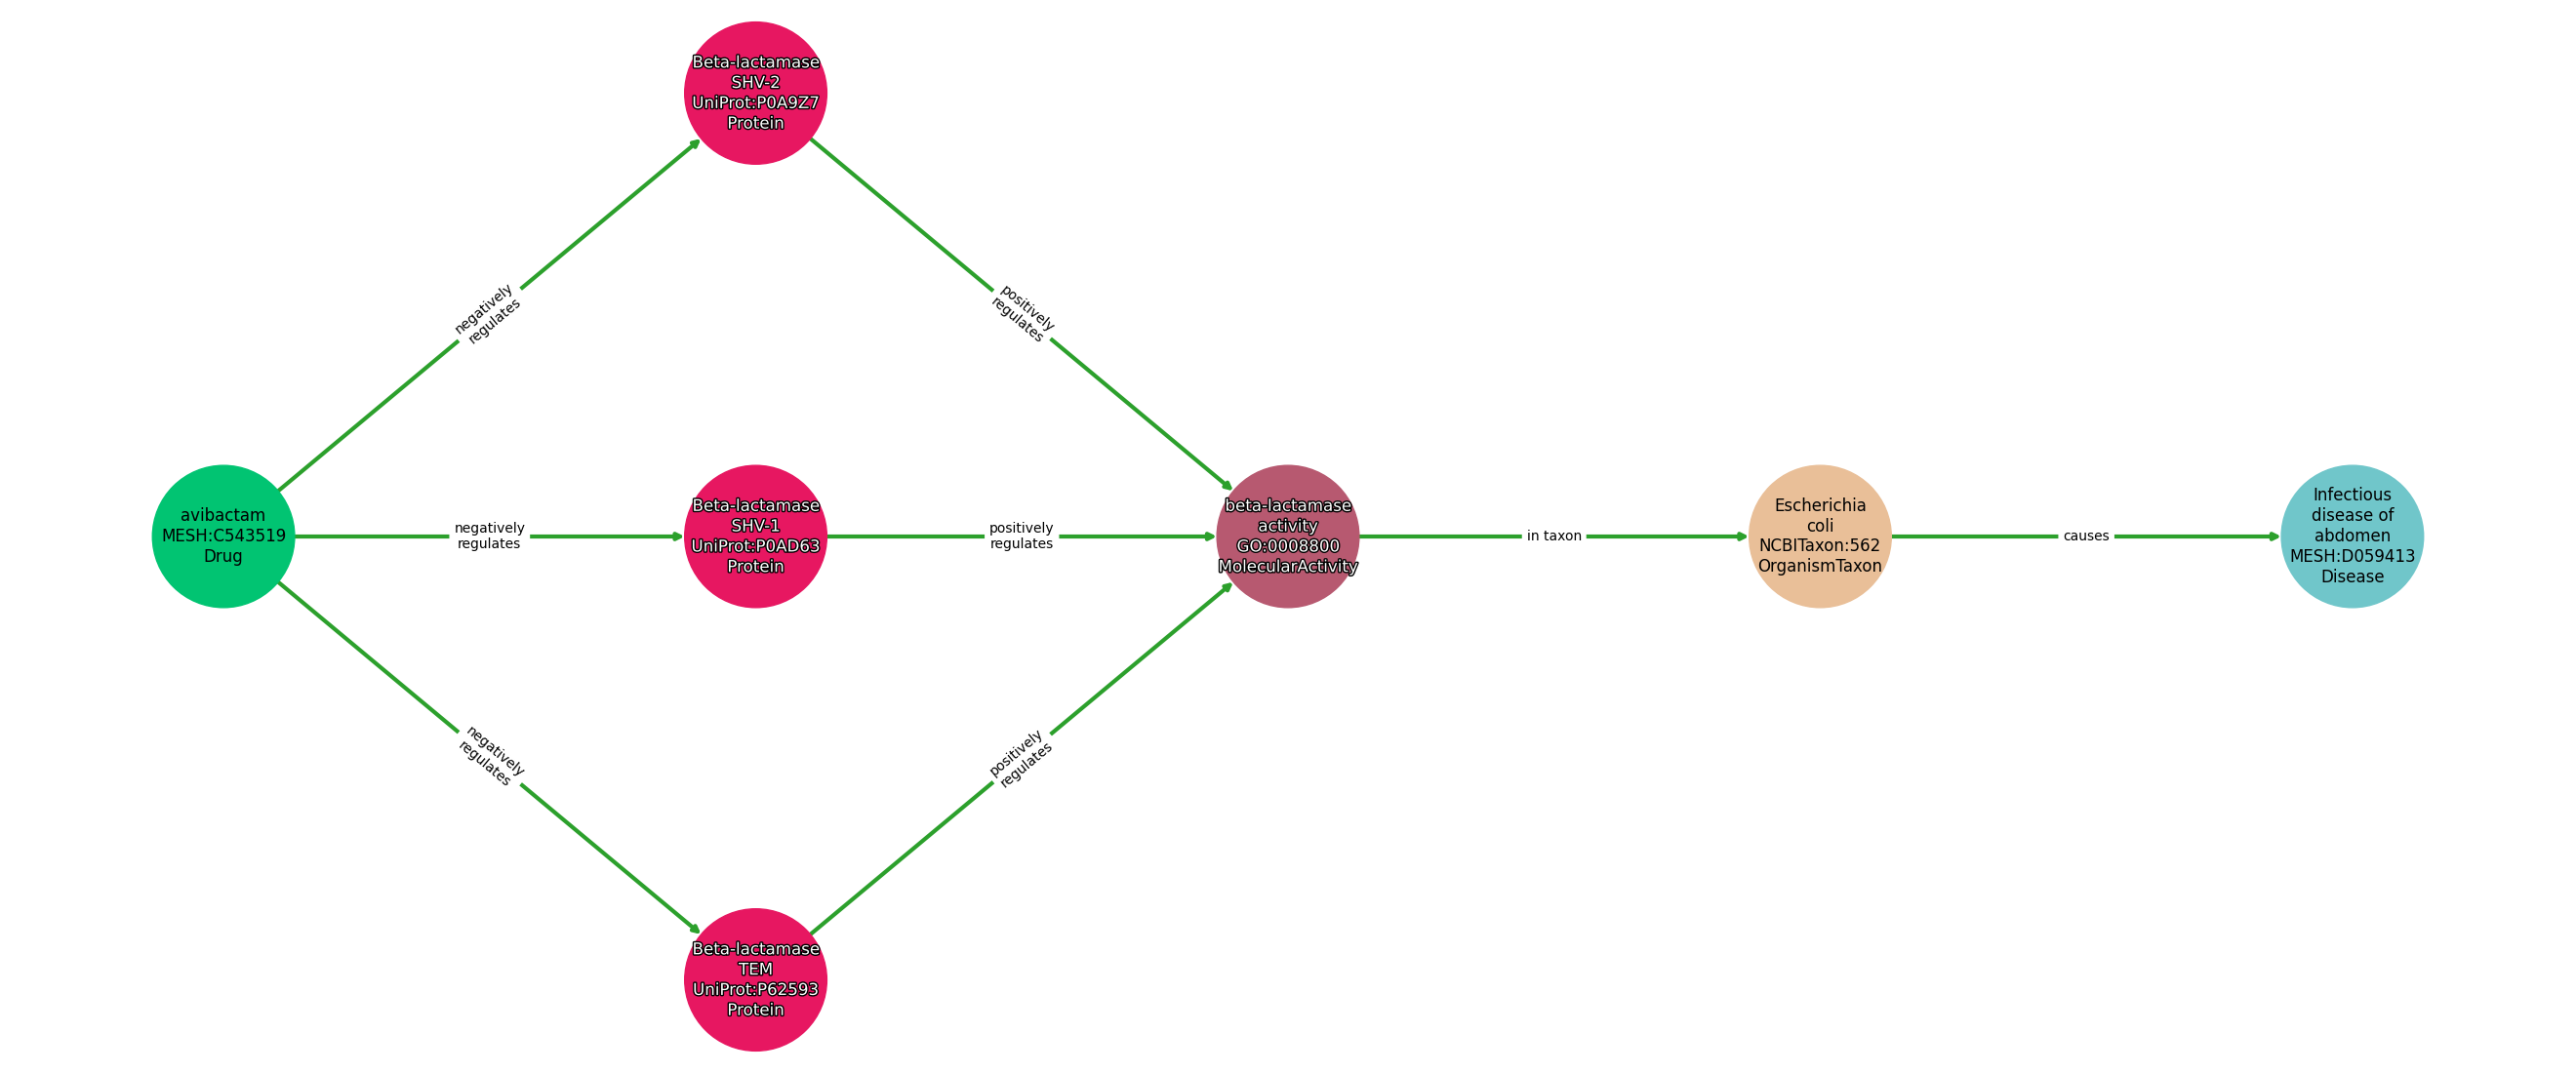 Beta-lactamase
SHV-2
UniProt:P0A9Z7
Protein
negatively
regulates
positively
regulates
avibactam
MESH:C543519
Drug
negatively
regulates
Beta-lactamase
SHV-1
UniProt:P0AD63
Protein
positively
regulates
beta-lactamase
activity
GO:0008800
MolecularActivity
in taxon
Escherichia
coli
NCBITaxon:562
OrganismTaxon
causes
Infectious
disease of
abdomen
MESH:D059413
Disease
negatively
regulates
positively
regulates
Beta-lactamase
TEM
UniProt:P62593
Protein